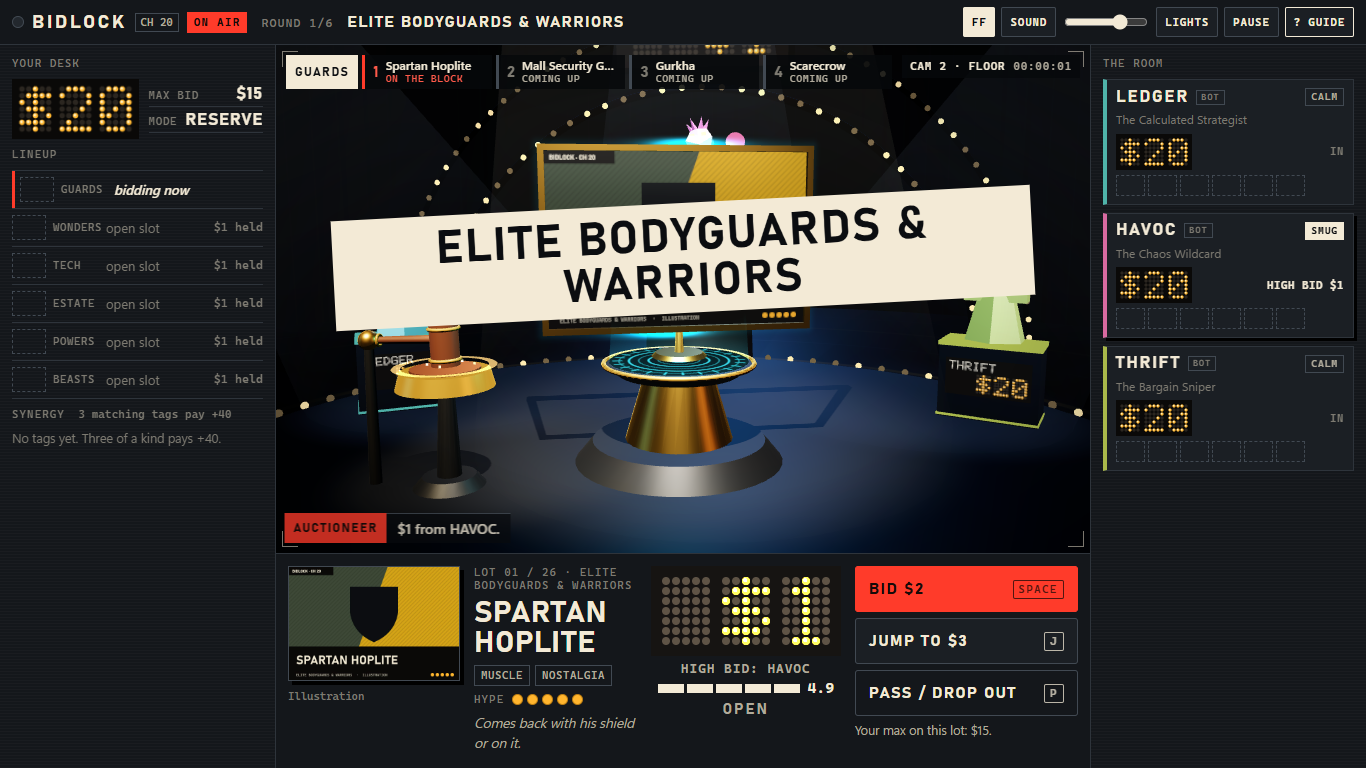 BIDLOCK CH 20 ON AIR ROUND 1/6 ELITE BODYGUARDS & WARRIORS FF SOUND LIGHTS PAUSE ? GUIDE
YOUR DESK
$20
MAX BID $15
MODE RESERVE
LINEUP
GUARDS bidding now
WONDERS open slot $1 held
TECH open slot $1 held
ESTATE open slot $1 held
POWERS open slot $1 held
BEASTS open slot $1 held
SYNERGY 3 matching tags pay +40
No tags yet. Three of a kind pays +40.
GUARDS
1 Spartan Hoplite
ON THE BLOCK
2 Mall Security G...
COMING UP
3 Gurkha
COMING UP
4 Scarecrow
COMING UP
CAM 2 · FLOOR 00:00:01
BIDLOCK · CH 20
ELITE BODYGUARDS &
WARRIORS
ELITE BODYGUARDS & WARRIORS · ILLUSTRATION
EDGER
THRIFT
$20
AUCTIONEER $1 from HAVOC.
BIDLOCK · CH 20
SPARTAN HOPLITE
ELITE BODYGUARDS & WARRIORS · ILLUSTRATION
Illustration
LOT 01 / 26 · ELITE
BODYGUARDS & WARRIORS
SPARTAN
HOPLITE
MUSCLE NOSTALGIA
HYPE
Comes back with his shield
or on it.
$1
HIGH BID: HAVOC
4.9
OPEN
BID $2 SPACE
JUMP TO $3 J
PASS / DROP OUT P
Your max on this lot: $15.
THE ROOM
LEDGER BOT CALM
The Calculated Strategist
$20 IN
HAVOC BOT SMUG
The Chaos Wildcard
$20 HIGH BID $1
THRIFT BOT CALM
The Bargain Sniper
$20 IN